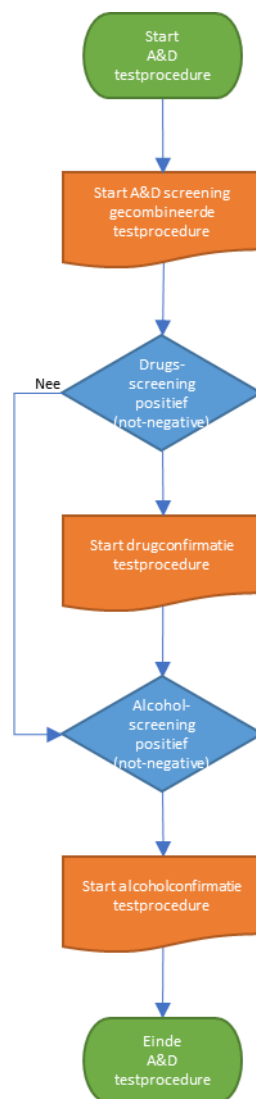 Start
A&D
testprocedure
Start A&D screening
gecombineerde
testprocedure
Drugs-
screening
positief
(not-negative)
Nee
Start drugconfirmatie
testprocedure
Alcohol-
screening
positief
(not-negative)
Start alcoholconfirmatie
testprocedure
Einde
A&D
testprocedure